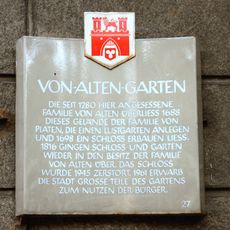 VON-ALTEN-GARTEN
DIE SEIT 1280 HIER ANGESESSENE
FAMILIE VON ALTEN ÜBERLIESS 1688
DIESES GELÄNDE DER FAMILIE VON
PLATEN, DIE EINEN LUSTGARTEN ANLEGEN
UND 1698 EIN SCHLOSS ERBAUEN LIESS.
1816 GINGEN SCHLOSS UND GARTEN
WIEDER IN DEN BESITZ DER FAMILIE
VON ALTEN ÜBER. DAS SCHLOSS
WURDE 1945 ZERSTÖRT. 1961 ERWARB
DIE STADT GROSSE TEILE DES GARTENS
ZUM NUTZEN DER BÜRGER.
27